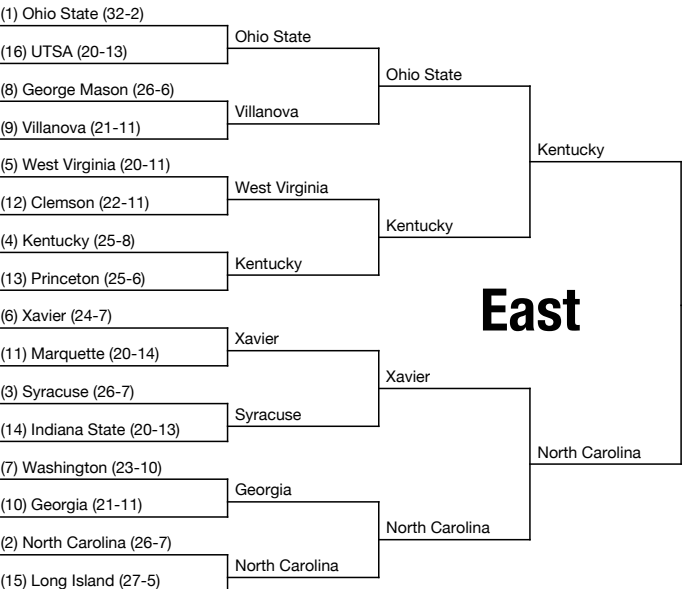 (1) Ohio State (32-2)
(16) UTSA (20-13)
(8) George Mason (26-6)
(9) Villanova (21-11)
(5) West Virginia (20-11)
(12) Clemson (22-11)
(4) Kentucky (25-8)
(13) Princeton (25-6)
(6) Xavier (24-7)
(11) Marquette (20-14)
(3) Syracuse (26-7)
(14) Indiana State (20-13)
(7) Washington (23-10)
(10) Georgia (21-11)
(2) North Carolina (26-7)
(15) Long Island (27-5)
Ohio State
Villanova
West Virginia
Kentucky
Xavier
Syracuse
Georgia
North Carolina
Ohio State
Kentucky
Xavier
North Carolina
Kentucky
North Carolina
East